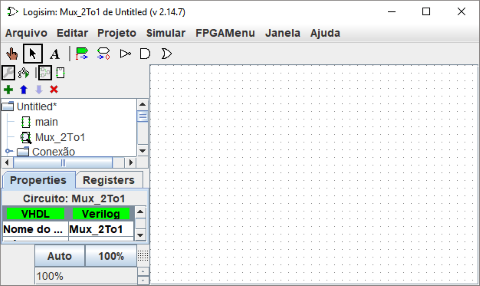 Logisim: Mux_2To1 de Untitled (v 2.14.7)
Arquivo Editar Projeto Simular FPGAMenu Janela Ajuda
A
Untitled*
main
Mux_2To1
Conexão
Properties Registers
Circuito: Mux_2To1
VHDL Verilog
Nome do ... Mux_2To1
Auto 100%
100%